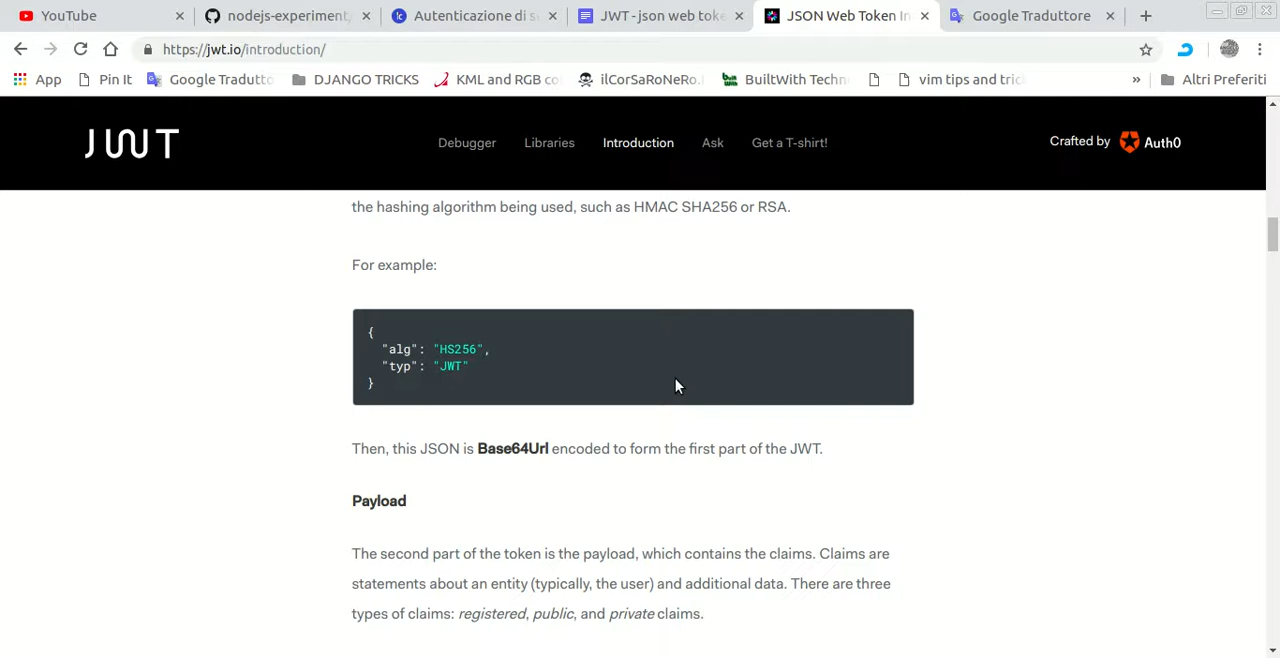 YouTube
nodejs-experiment
Autenticazione di s
JWT - json web toke
JSON Web Token In
Google Traduttore
https://jwt.io/introduction/
App
Pin It
Google Tradutto
DJANGO TRICKS
KML and RGB co
ilCorSaRoNeRo.
BuiltWith Techn
vim tips and tric
»
Altri Preferiti
JWT
Debugger
Libraries
Introduction
Ask
Get a T-shirt!
Crafted by
Auth0
the hashing algorithm being used, such as HMAC SHA256 or RSA.
For example:
{
"alg": "HS256",
"typ": "JWT"
}
Then, this JSON is Base64Url encoded to form the first part of the JWT.
Payload
The second part of the token is the payload, which contains the claims. Claims are
statements about an entity (typically, the user) and additional data. There are three
types of claims: registered, public, and private claims.